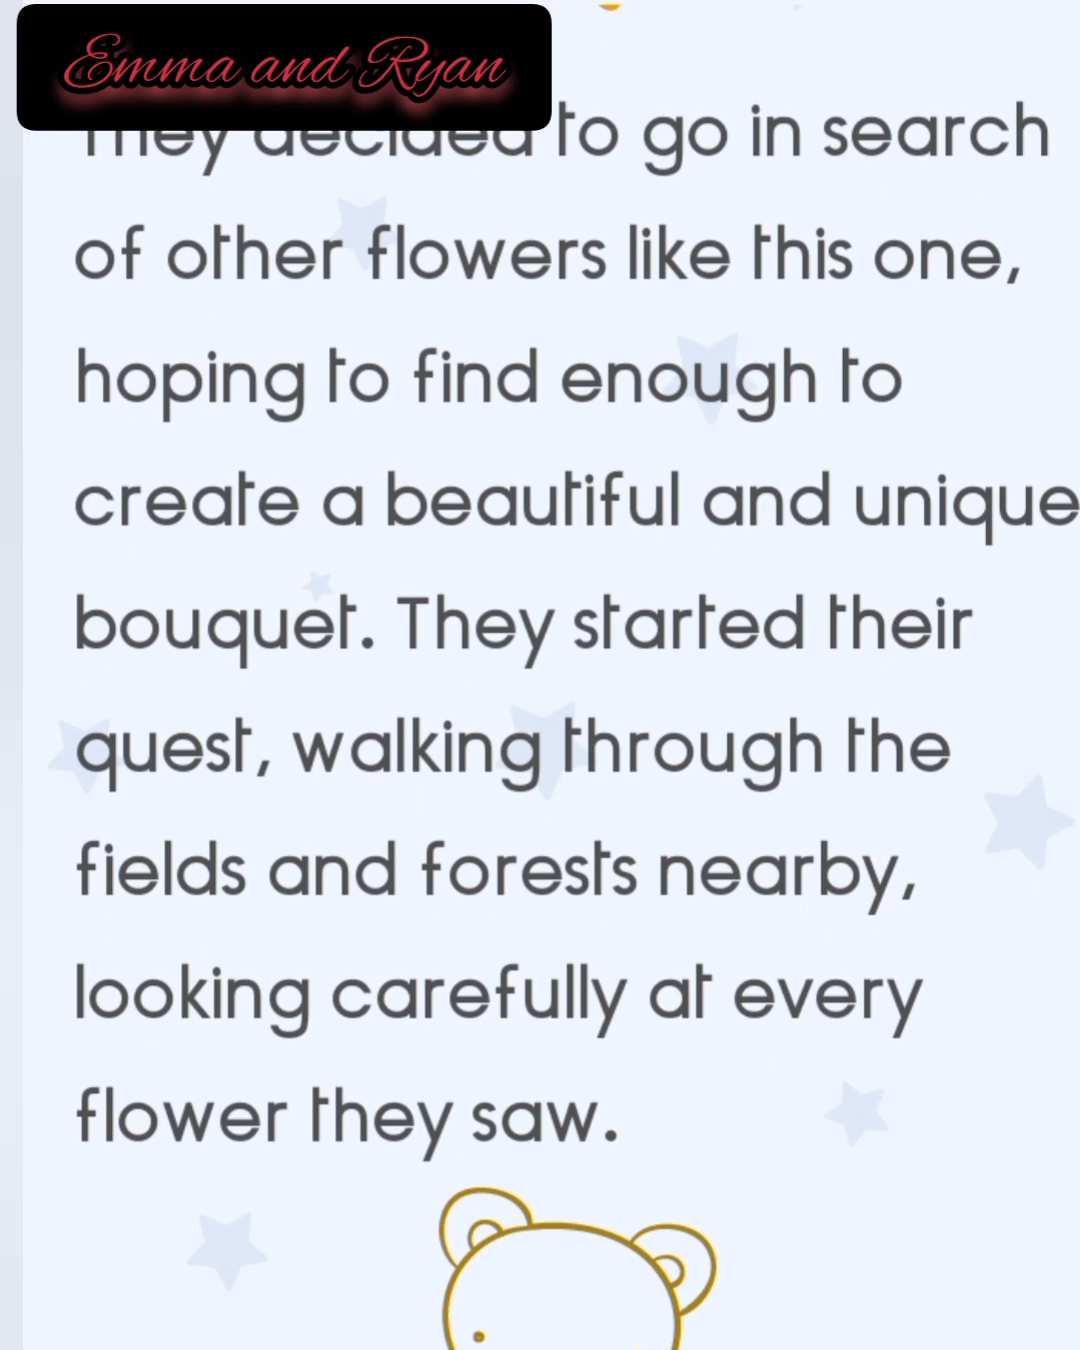 Emma and Ryan
They decided to go in search
of other flowers like this one,
hoping to find enough to
create a beautiful and unique
bouquet. They started their
quest, walking through the
fields and forests nearby,
looking carefully at every
flower they saw.